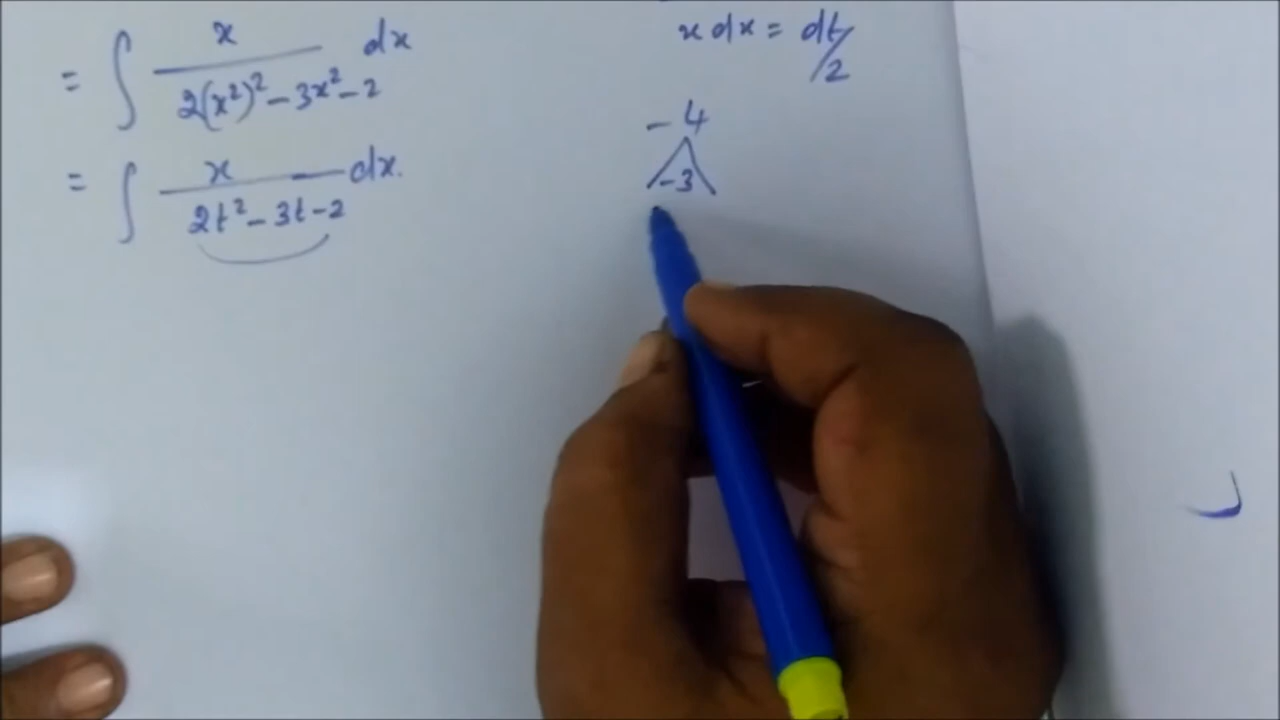 = ∫ x / 2(x²)² - 3x² - 2 dx
= ∫ x / 2t² - 3t - 2 dx.
x dx = dt/2
- 4
- 3